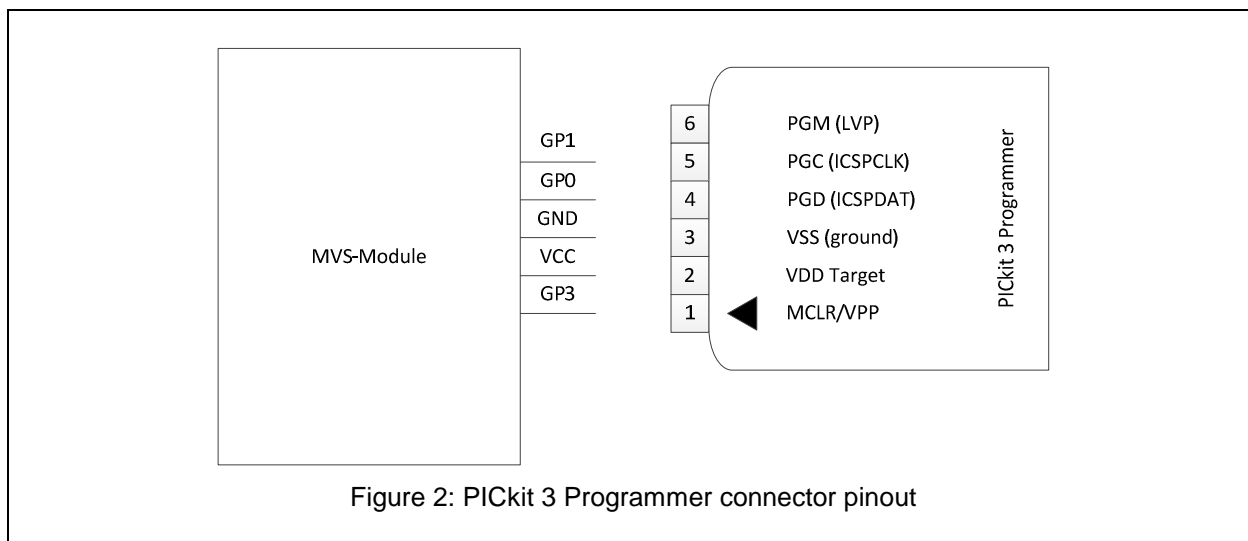 MVS-Module
GP1
GP0
GND
VCC
GP3
6 PGM (LVP)
5 PGC (ICSPCLK)
4 PGD (ICSPDAT)
3 VSS (ground)
2 VDD Target
1 MCLR/VPP
PICkit 3 Programmer
Figure 2: PICkit 3 Programmer connector pinout